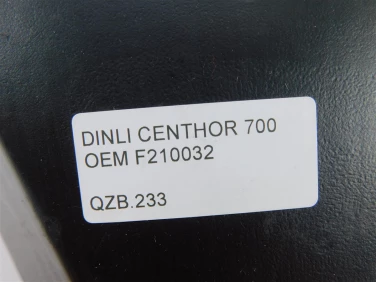 DINLI CENTHOR 700
OEM F210032
QZB.233